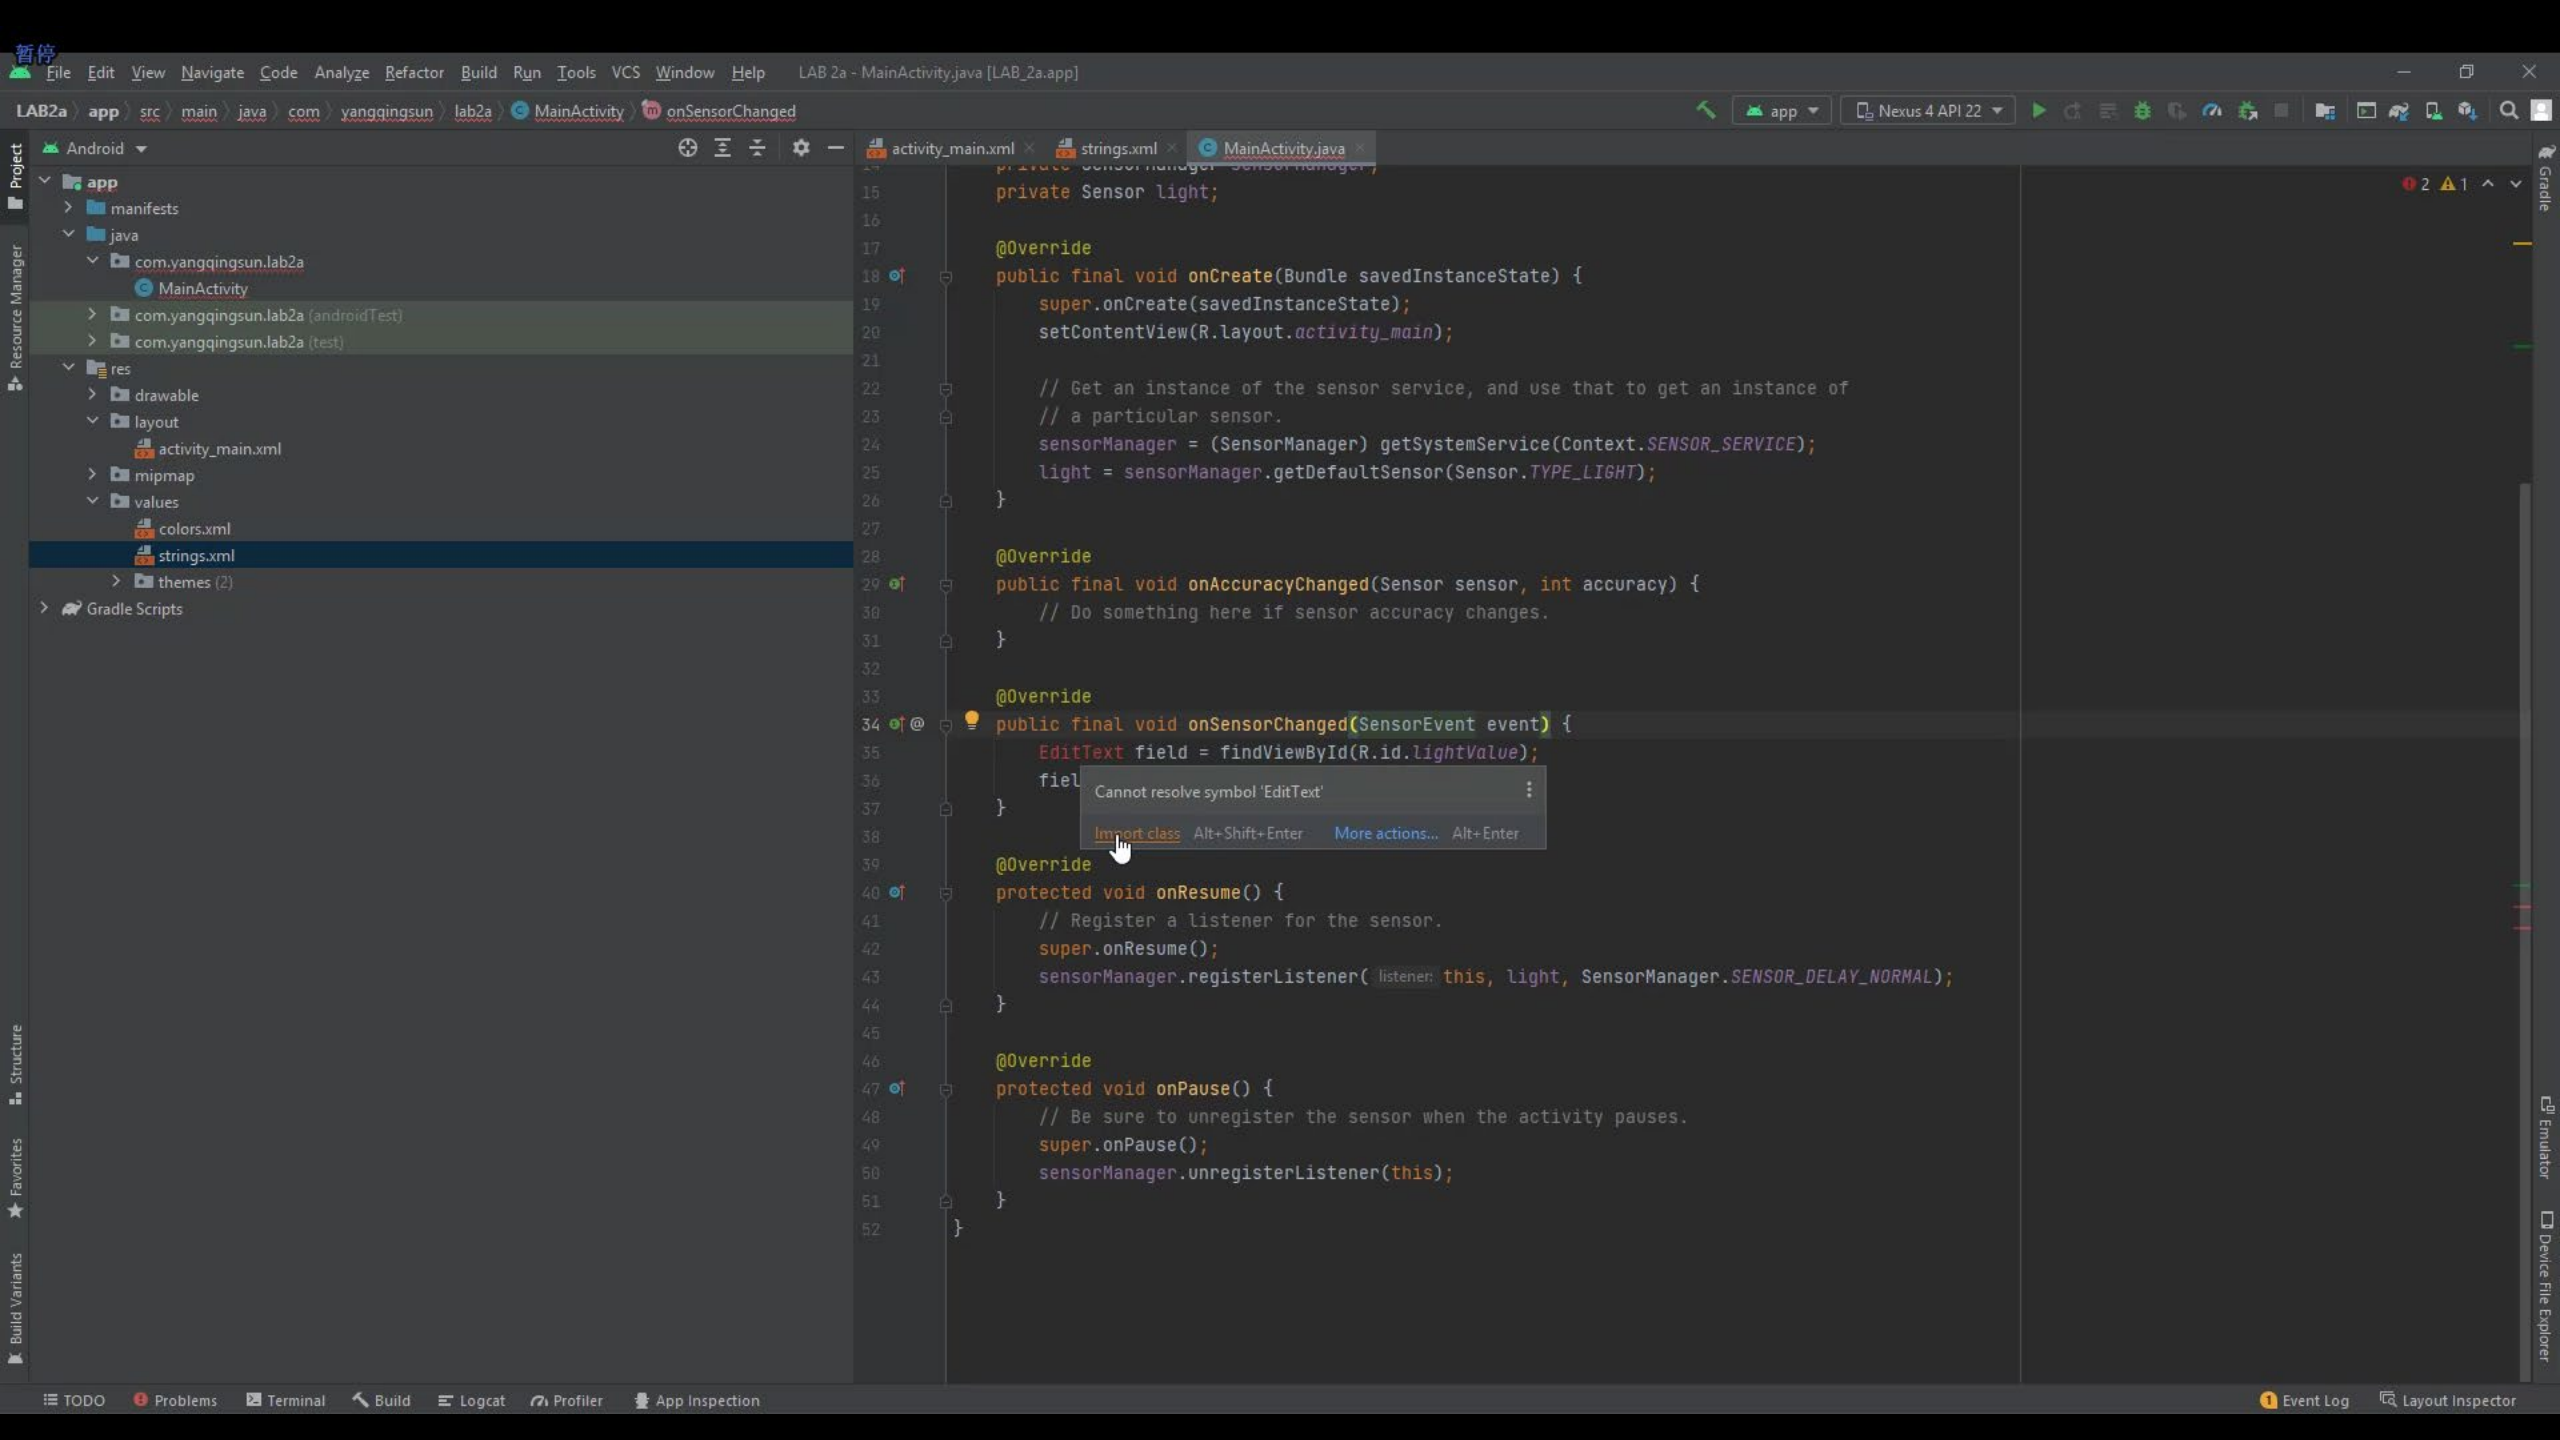 暂停
File Edit View Navigate Code Analyze Refactor Build Run Tools VCS Window Help LAB 2a - MainActivity.java [LAB_2a.app]
LAB2a app src main java com yangqingsun lab2a MainActivity onSensorChanged app Nexus 4 API 22
Project
Resource Manager
Structure
Favorites
Build Variants
Android
app
manifests
java
com.yangqingsun.lab2a
MainActivity
com.yangqingsun.lab2a (androidTest)
com.yangqingsun.lab2a (test)
res
drawable
layout
activity_main.xml
mipmap
values
colors.xml
strings.xml
themes (2)
Gradle Scripts
activity_main.xml strings.xml MainActivity.java
2 1
14 private SensorManager sensorManager;
15 private Sensor light;
16
17 @Override
18 public final void onCreate(Bundle savedInstanceState) {
19 super.onCreate(savedInstanceState);
20 setContentView(R.layout.activity_main);
21
22 // Get an instance of the sensor service, and use that to get an instance of
23 // a particular sensor.
24 sensorManager = (SensorManager) getSystemService(Context.SENSOR_SERVICE);
25 light = sensorManager.getDefaultSensor(Sensor.TYPE_LIGHT);
26 }
27
28 @Override
29 public final void onAccuracyChanged(Sensor sensor, int accuracy) {
30 // Do something here if sensor accuracy changes.
31 }
32
33 @Override
34 @ public final void onSensorChanged(SensorEvent event) {
35 EditText field = findViewById(R.id.lightValue);
36 fiel
Cannot resolve symbol 'EditText'
37 }
38 Import class Alt+Shift+Enter More actions... Alt+Enter
39 @Override
40 protected void onResume() {
41 // Register a listener for the sensor.
42 super.onResume();
43 sensorManager.registerListener( listener: this, light, SensorManager.SENSOR_DELAY_NORMAL);
44 }
45
46 @Override
47 protected void onPause() {
48 // Be sure to unregister the sensor when the activity pauses.
49 super.onPause();
50 sensorManager.unregisterListener(this);
51 }
52 }
Gradle
Emulator
Device File Explorer
TODO Problems Terminal Build Logcat Profiler App Inspection 1 Event Log Layout Inspector